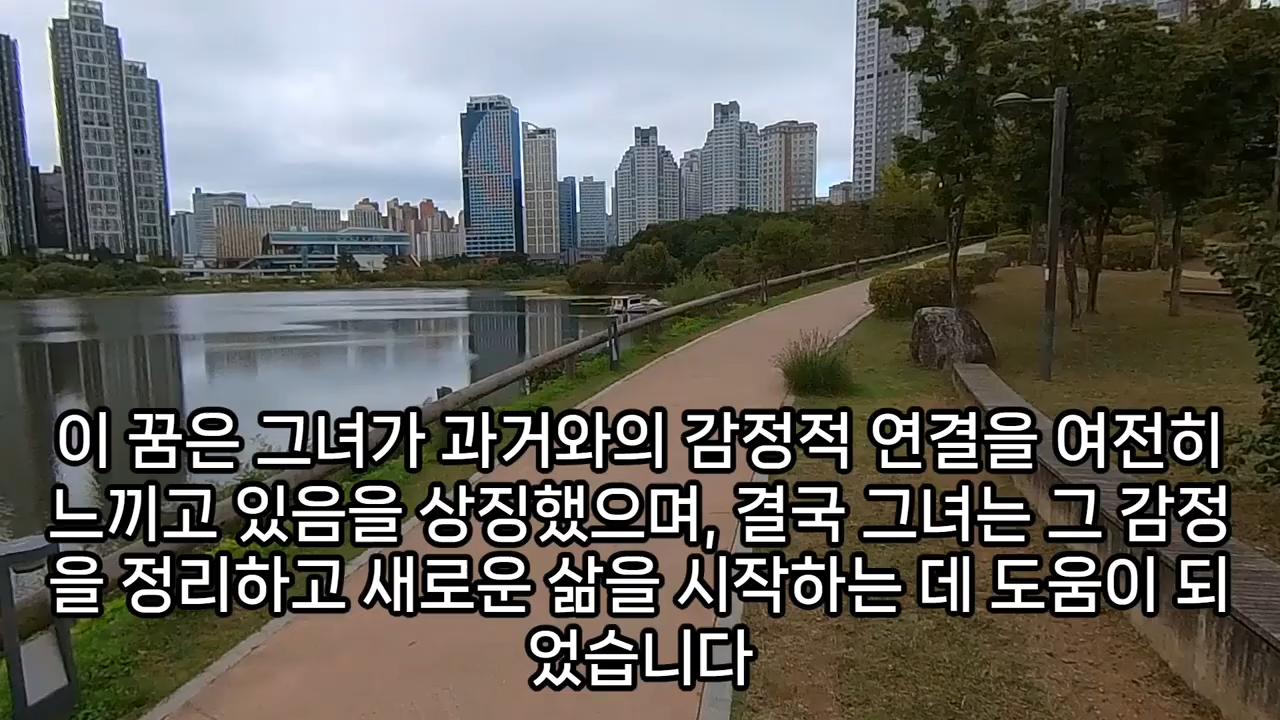 이 꿈은 그녀가 과거와의 감정적 연결을 여전히
느끼고 있음을 상징했으며, 결국 그녀는 그 감정
을 정리하고 새로운 삶을 시작하는 데 도움이 되
었습니다